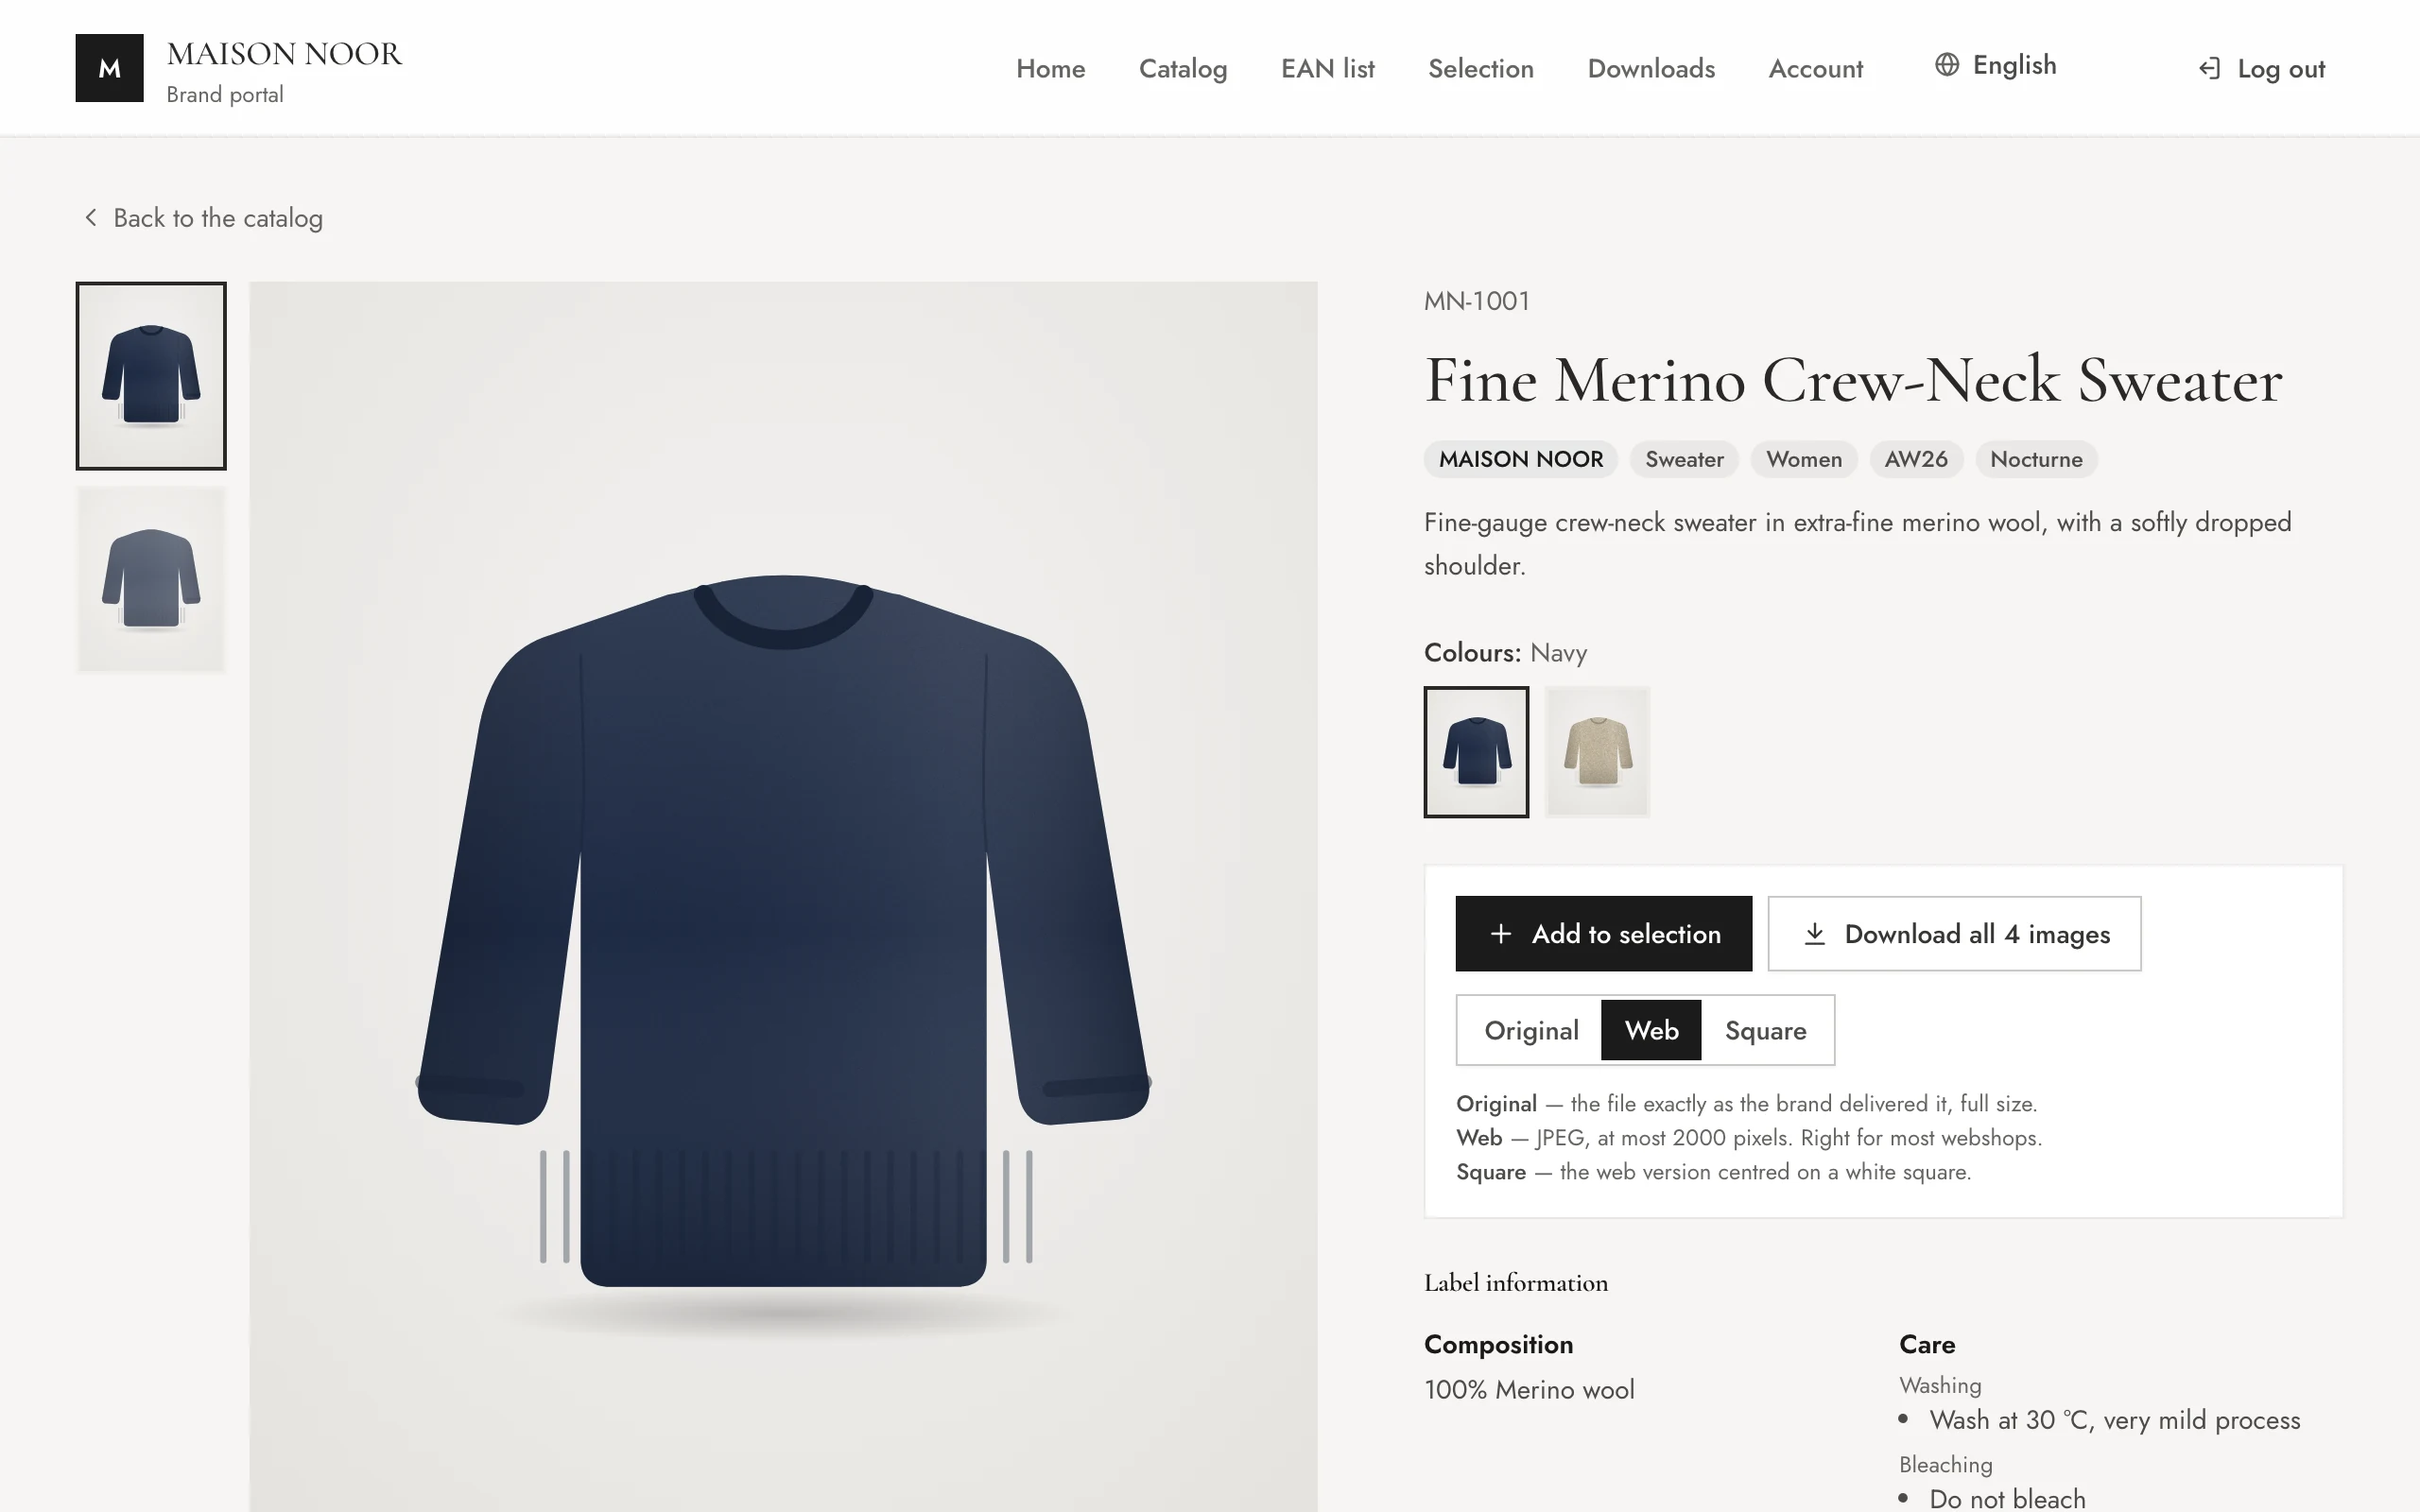 M
MAISON NOOR
Brand portal
Home
Catalog
EAN list
Selection
Downloads
Account
English
Log out
Back to the catalog
MN-1001
Fine Merino Crew-Neck Sweater
MAISON NOOR
Sweater
Women
AW26
Nocturne
Fine-gauge crew-neck sweater in extra-fine merino wool, with a softly dropped
shoulder.
Colours: Navy
Add to selection
Download all 4 images
Original
Web
Square
Original — the file exactly as the brand delivered it, full size.
Web — JPEG, at most 2000 pixels. Right for most webshops.
Square — the web version centred on a white square.
Label information
Composition
100% Merino wool
Care
Washing
• Wash at 30 °C, very mild process
Bleaching
• Do not bleach